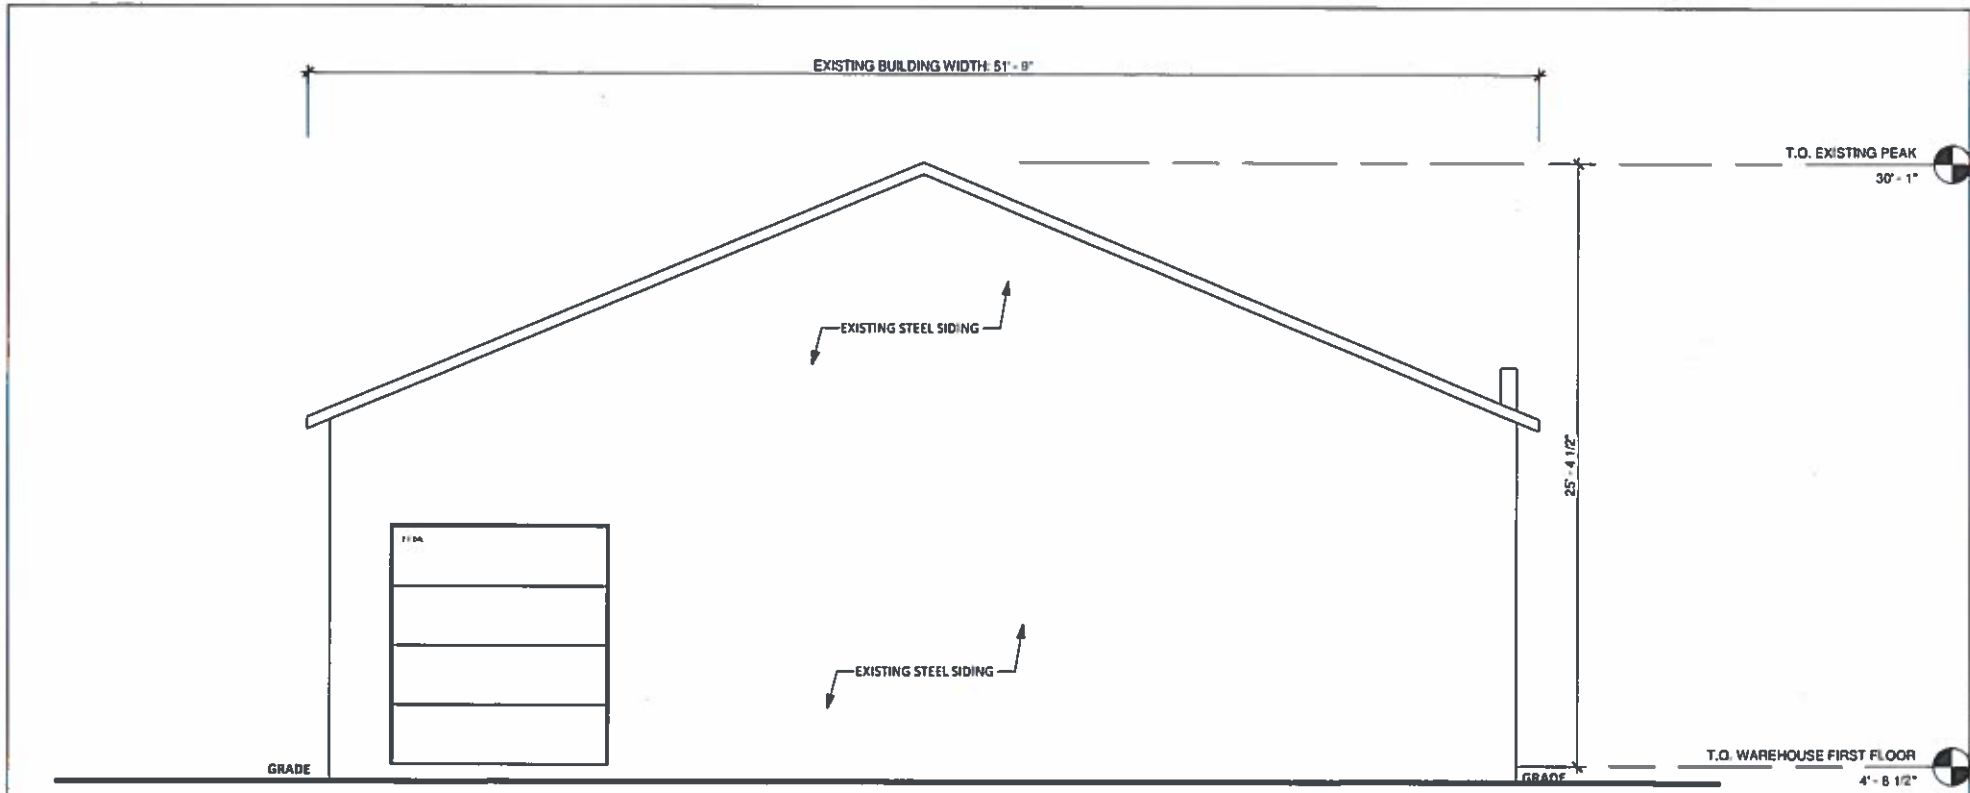 EXISTING BUILDING WIDTH: 51' - 9"
T.O. EXISTING PEAK
30' - 1"
EXISTING STEEL SIDING
25' - 4 1/2"
EXISTING STEEL SIDING
T.O. WAREHOUSE FIRST FLOOR
4' - 8 1/2"
GRADE
GRADE